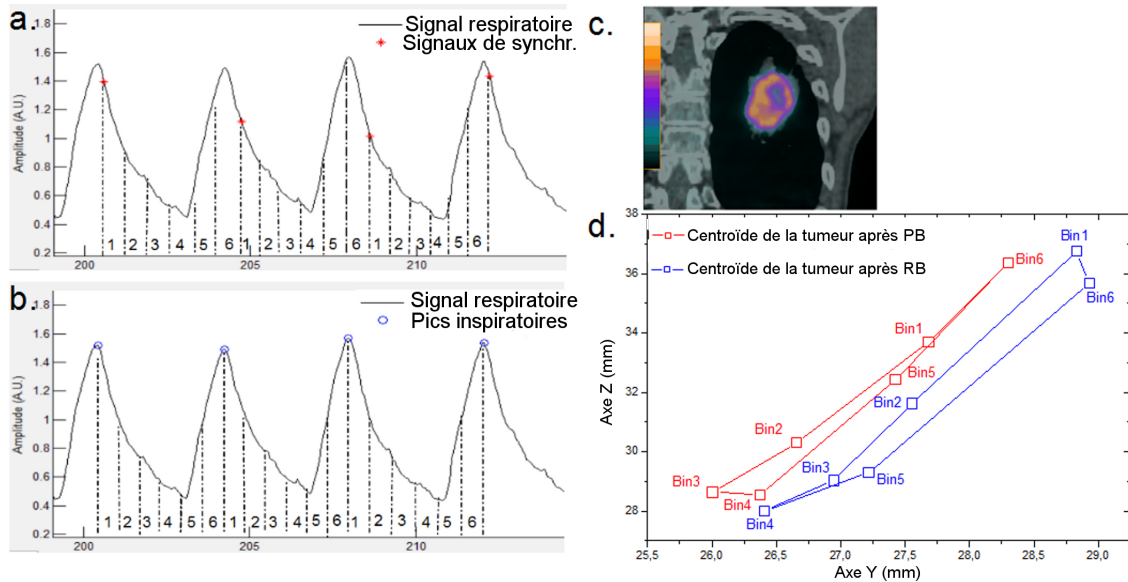 a.
Signal respiratoire
Signaux de synchr.
Amplitude (A.U.)
1.8
1.6
1.4
1.2
1
0.8
0.6
0.4
0.2
1 2 3 4 5 6 1 2 3 4 5 6 1 2 3 4 5 6
200 205 210
b.
Signal respiratoire
Pics inspiratoires
Amplitude (A.U.)
1.8
1.6
1.4
1.2
1
0.8
0.6
0.4
0.2
1 2 3 4 5 6 1 2 3 4 5 6 1 2 3 4 5 6
200 205 210
c.
d.
Centroïde de la tumeur après PB
Centroïde de la tumeur après RB
Axe Z (mm)
38
36
34
32
30
28
Bin1
Bin6
Bin6
Bin1
Bin5
Bin2
Bin2
Bin3
Bin3
Bin5
Bin4
Bin4
25,5 26,0 26,5 27,0 27,5 28,0 28,5 29,0
Axe Y (mm)